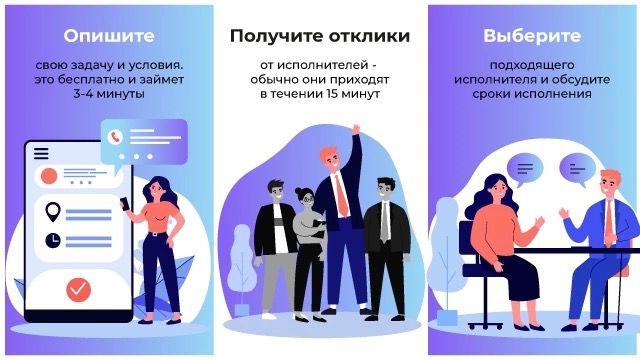 Опишите
свою задачу и условия.
это бесплатно и займет
3-4 минуты
Получите отклики
от исполнителей -
обычно они приходят
в течении 15 минут
Выберите
подходящего
исполнителя и обсудите
сроки исполнения